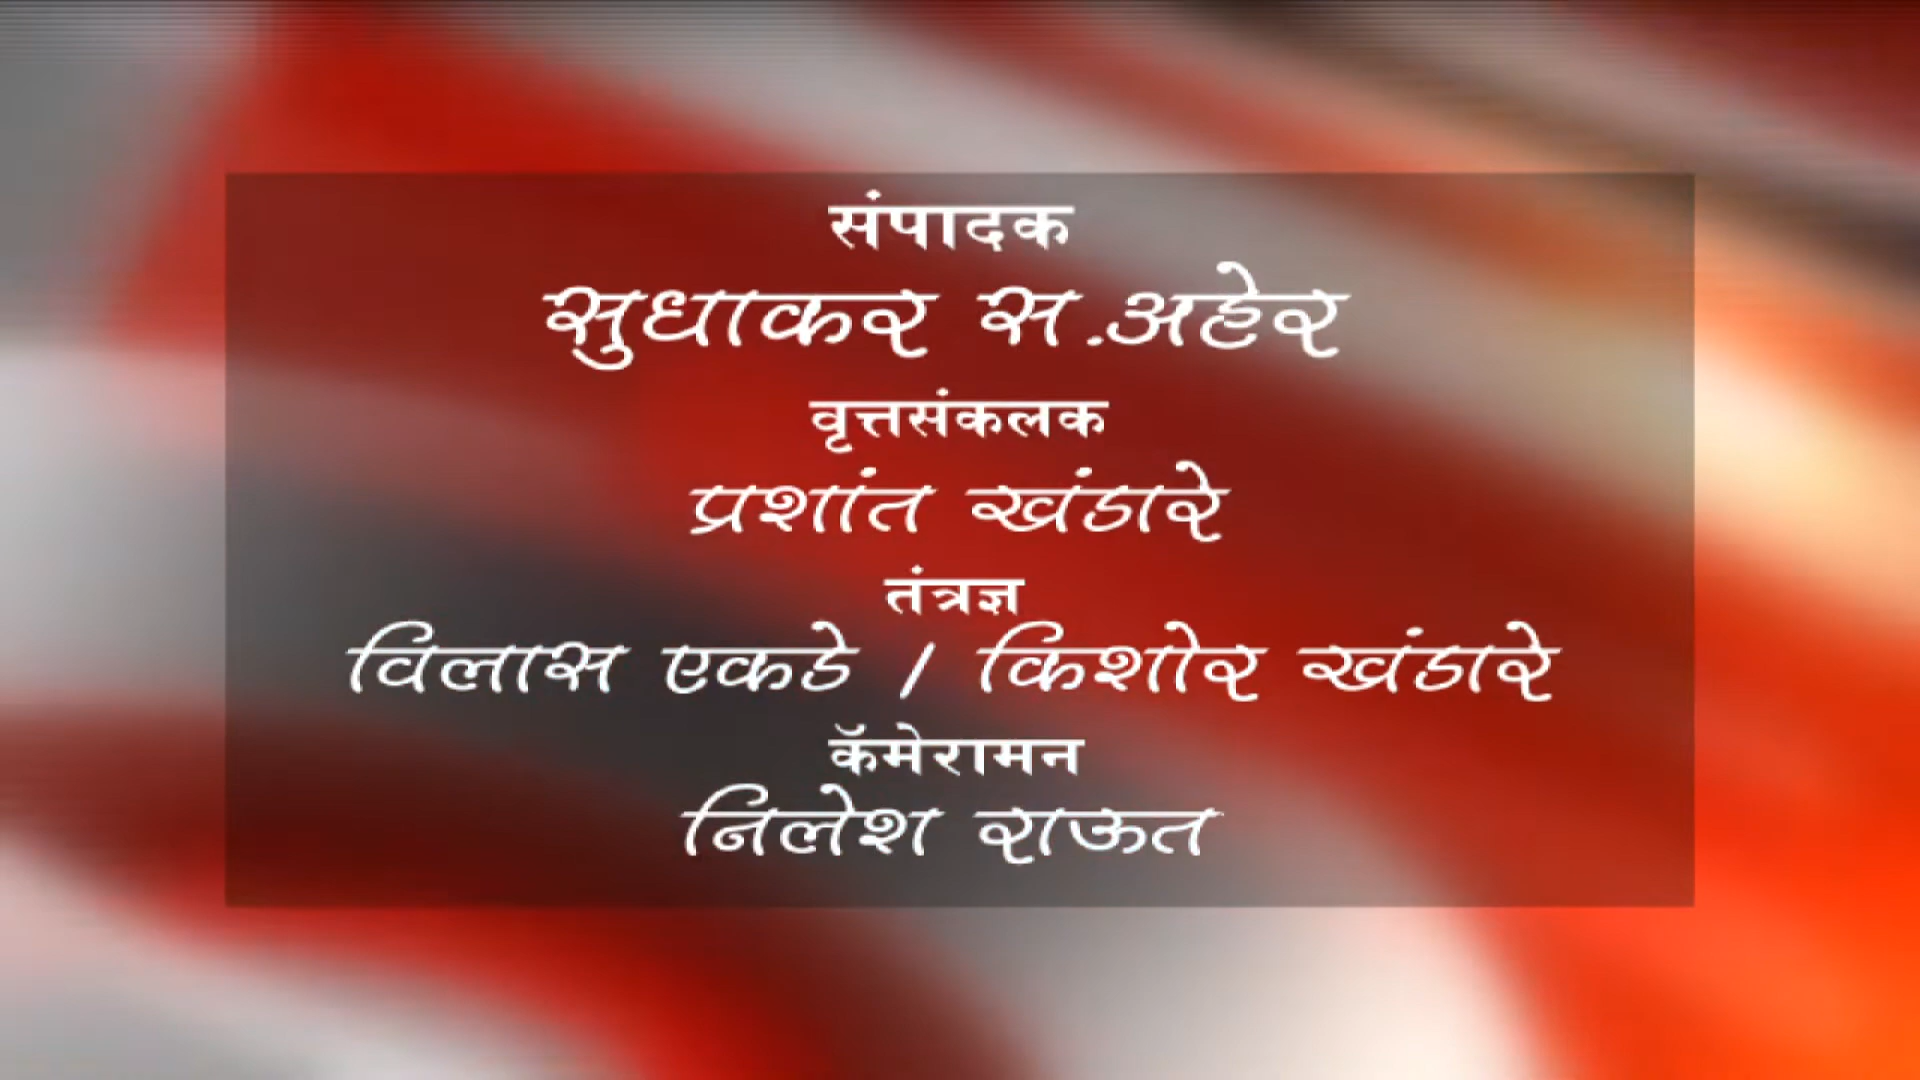 संपादक
सुधाकर स.अहेर
वृत्तसंकलक
प्रशांत खंडारे
तंत्रज्ञ
विलास एकडे / किशोर खंडारे
कॅमेरामन
निलेश राऊत